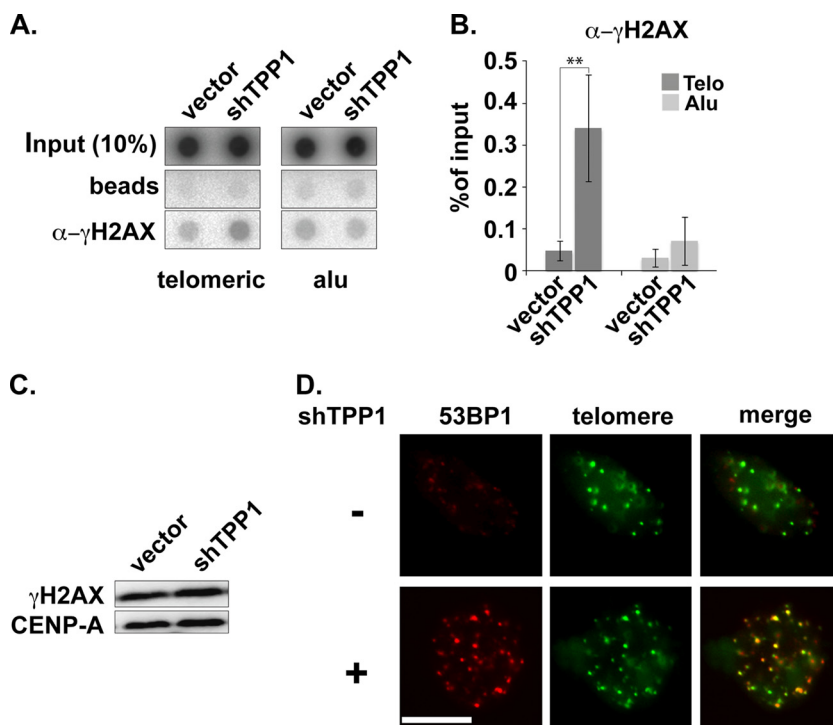 A.
vector shTPP1 vector shTPP1
Input (10%)
beads
α–γH2AX
telomeric alu
B.
α–γH2AX
%of input
0.5
0.4
0.3
0.2
0.1
0
**
Telo
Alu
vector shTPP1 vector shTPP1
C.
vector shTPP1
γH2AX
CENP-A
D.
shTPP1 53BP1 telomere merge
-
+